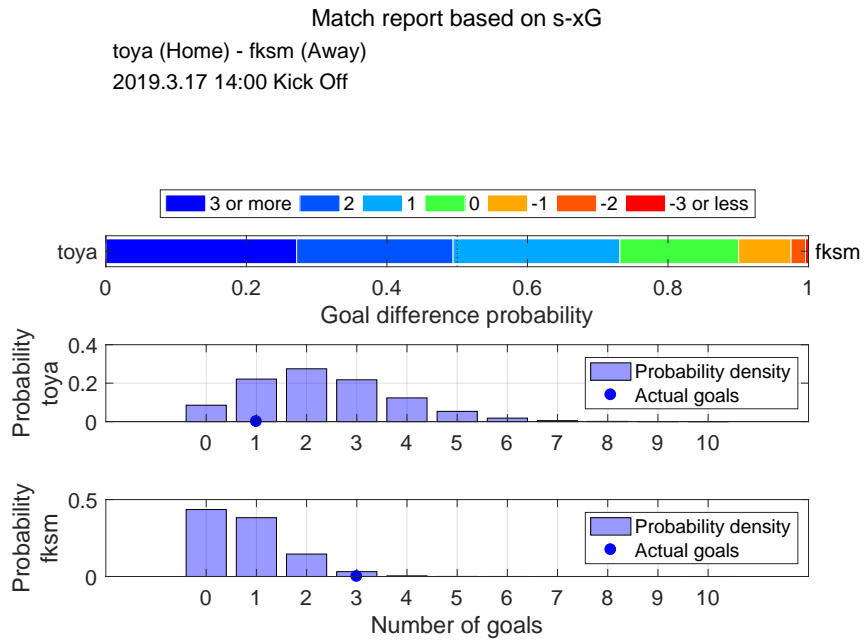 Match report based on s-xG
toya (Home) - fksm (Away)
2019.3.17 14:00 Kick Off
3 or more 2 1 0 -1 -2 -3 or less
toya fksm
0 0.2 0.4 0.6 0.8 1
Goal difference probability
Probability
toya
0.4
0.2
0
Probability density
Actual goals
0 1 2 3 4 5 6 7 8 9 10
Probability
fksm
0.5
0
Probability density
Actual goals
0 1 2 3 4 5 6 7 8 9 10
Number of goals